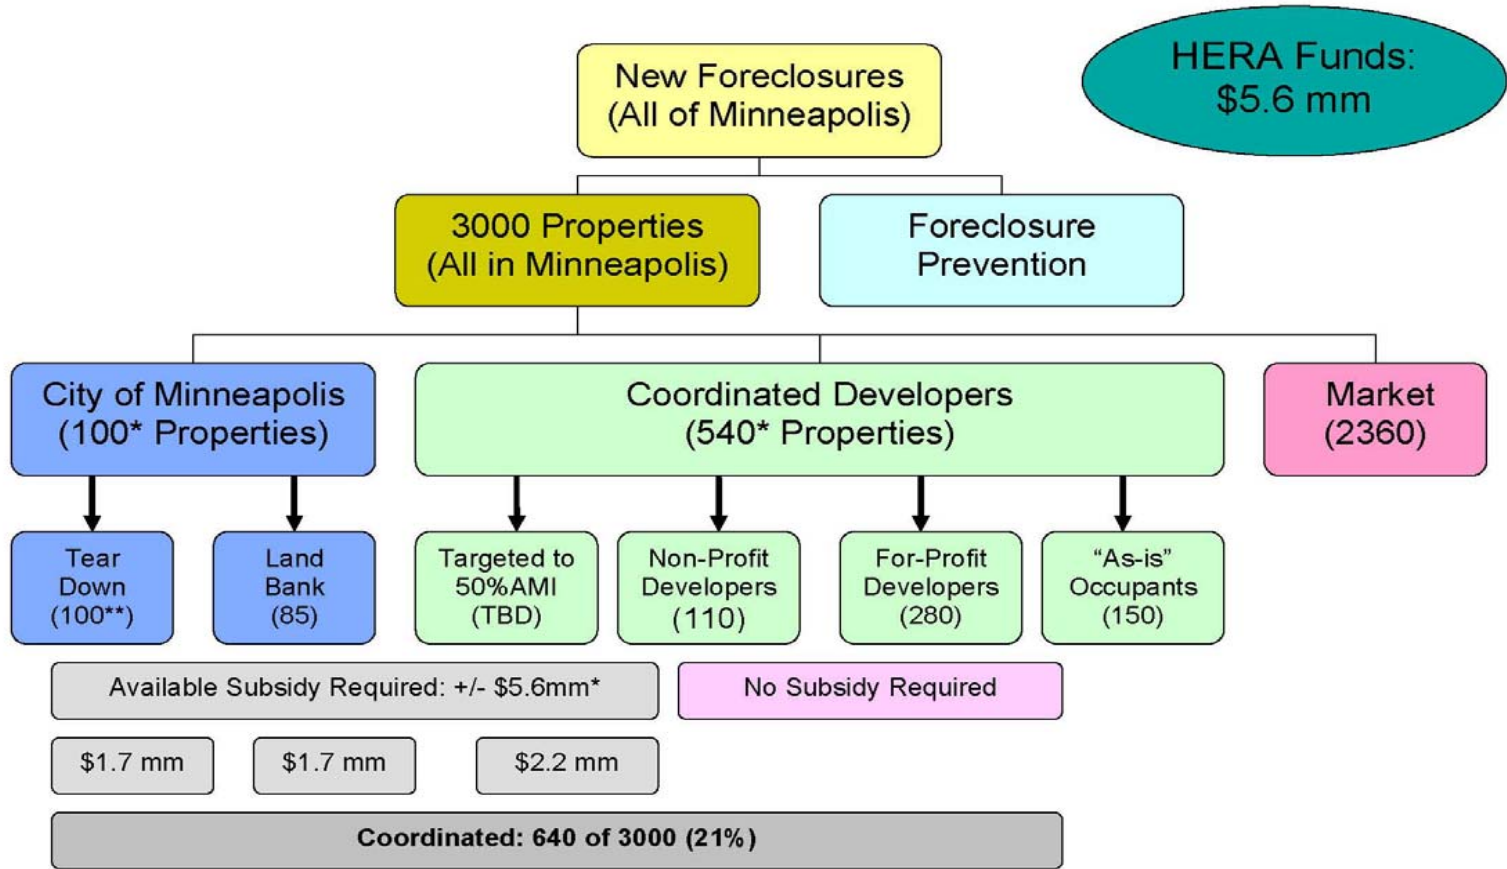 HERA Funds:
$5.6 mm
New Foreclosures
(All of Minneapolis)
3000 Properties
(All in Minneapolis)
Foreclosure
Prevention
City of Minneapolis
(100* Properties)
Coordinated Developers
(540* Properties)
Market
(2360)
Tear
Down
(100**)
Land
Bank
(85)
Targeted to
50%AMI
(TBD)
Non-Profit
Developers
(110)
For-Profit
Developers
(280)
“As-is”
Occupants
(150)
Available Subsidy Required: +/- $5.6mm*
No Subsidy Required
$1.7 mm
$1.7 mm
$2.2 mm
Coordinated: 640 of 3000 (21%)